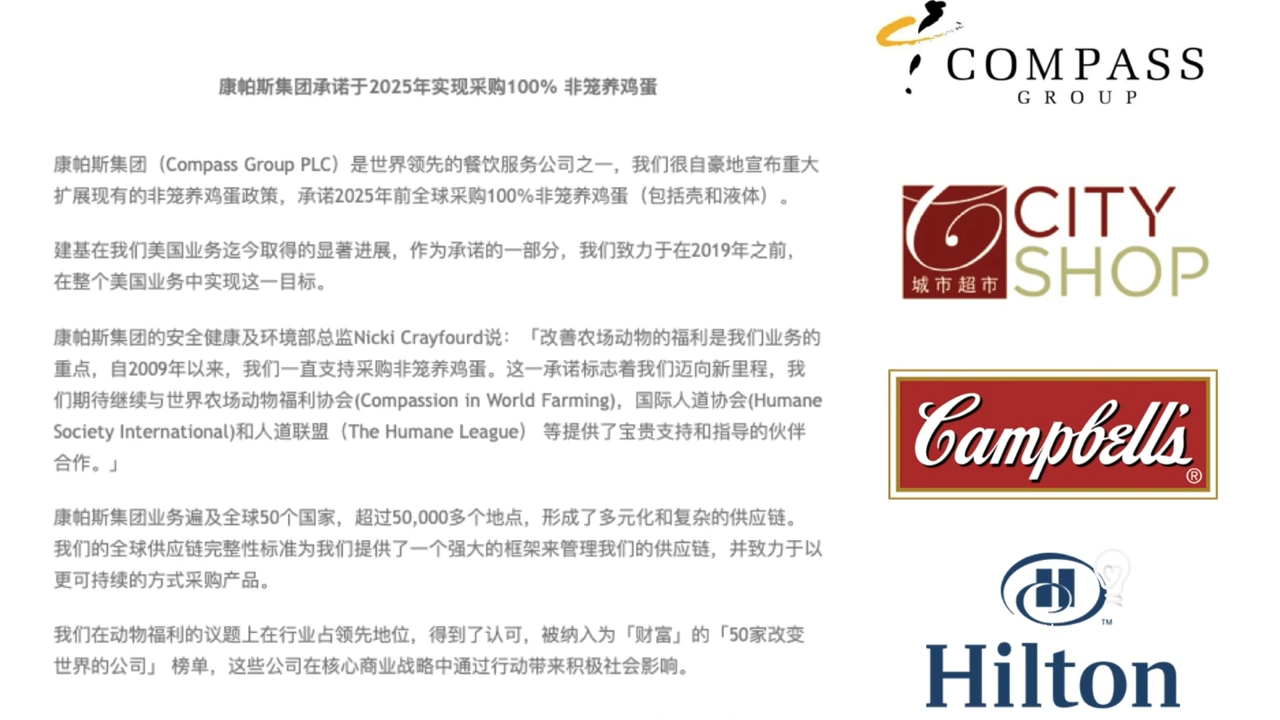 康帕斯集团承诺于2025年实现采购100% 非笼养鸡蛋
康帕斯集团（Compass Group PLC）是世界领先的餐饮服务公司之一，我们很自豪地宣布重大
扩展现有的非笼养鸡蛋政策，承诺2025年前全球采购100%非笼养鸡蛋（包括壳和液体）。
建基在我们美国业务迄今取得的显著进展，作为承诺的一部分，我们致力于在2019年之前，
在整个美国业务中实现这一目标。
康帕斯集团的安全健康及环境部总监Nicki Crayfourd说：「改善农场动物的福利是我们业务的
重点，自2009年以来，我们一直支持采购非笼养鸡蛋。这一承诺标志着我们迈向新里程，我
们期待继续与世界农场动物福利协会(Compassion in World Farming)，国际人道协会(Humane
Society International)和人道联盟（The Humane League） 等提供了宝贵支持和指导的伙伴
合作。」
康帕斯集团业务遍及全球50个国家，超过50,000多个地点，形成了多元化和复杂的供应链。
我们的全球供应链完整性标准为我们提供了一个强大的框架来管理我们的供应链，并致力于以
更可持续的方式采购产品。
我们在动物福利的议题上在行业占领先地位，得到了认可，被纳入为「财富」的「50家改变
世界的公司」 榜单，这些公司在核心商业战略中通过行动带来积极社会影响。
COMPASS
GROUP
城市超市
CITY
SHOP
Campbell's
®
TM
Hilton